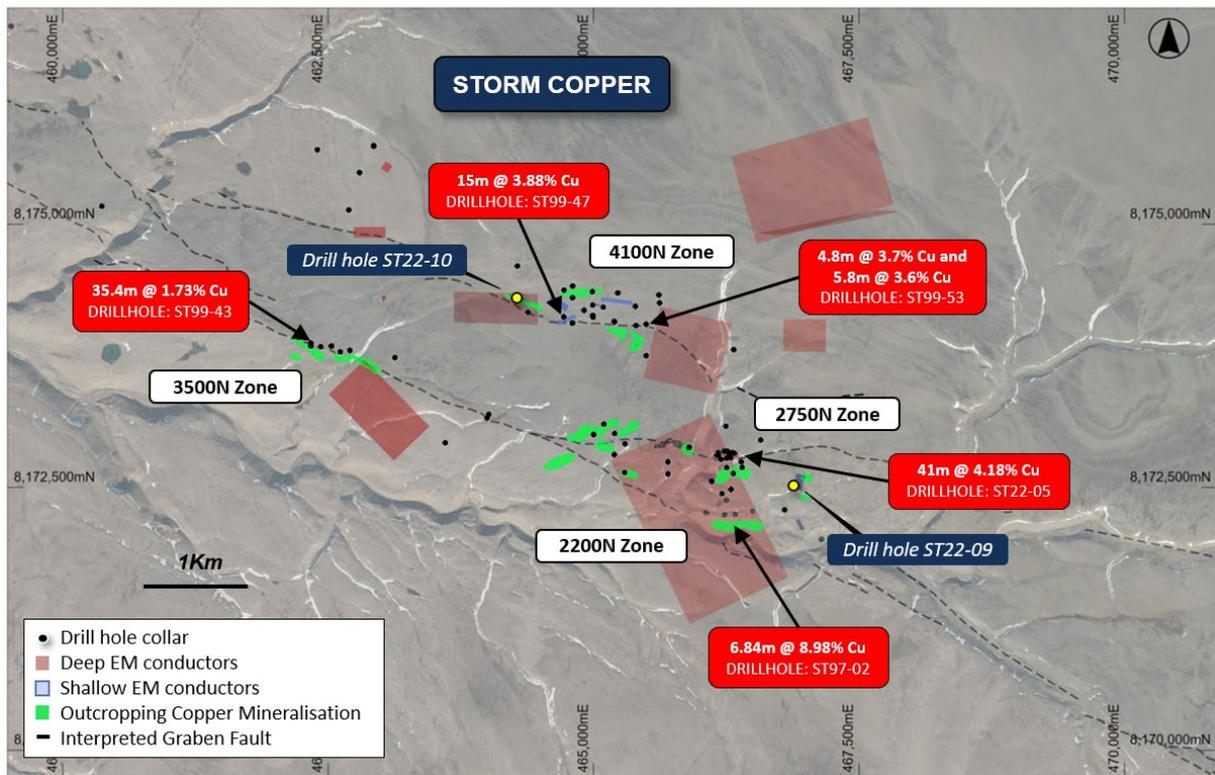 460,000mE
462,500mE
000mE
467,500mE
470,000mE
STORM COPPER
15m @ 3.88% Cu
DRILLHOLE: ST99-47
8,175,000mN
8,175,000mN
4100N Zone
Drill hole ST22-10
4.8m @ 3.7% Cu and
5.8m @ 3.6% Cu
DRILLHOLE: ST99-53
35.4m @ 1.73% Cu
DRILLHOLE: ST99-43
3500N Zone
2750N Zone
8,172,500mN
41m @ 4.18% Cu
DRILLHOLE: ST22-05
8,172,500mN
2200N Zone
Drill hole ST22-09
1Km
6.84m @ 8.98% Cu
DRILLHOLE: ST97-02
Drill hole collar
Deep EM conductors
Shallow EM conductors
Outcropping Copper Mineralisation
Interpreted Graben Fault
465,000mE
467,500mE
470,000mE
8,
8,170,000mN